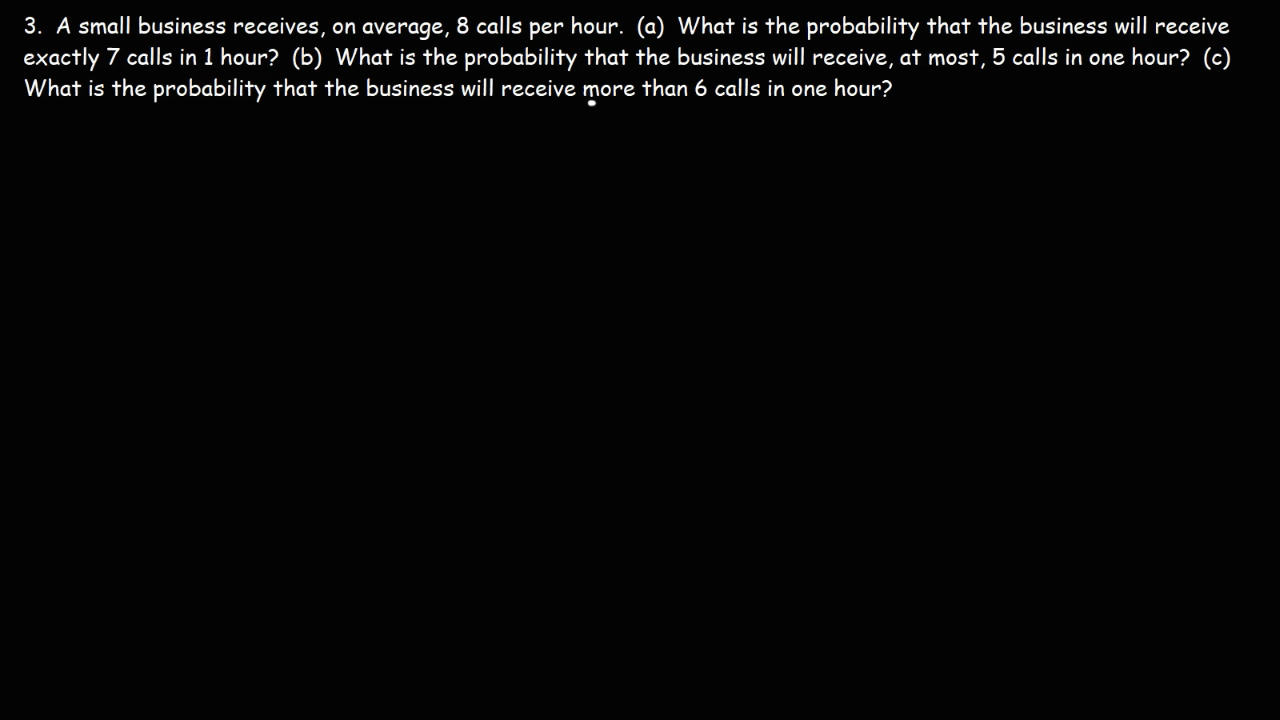 3.  A small business receives, on average, 8 calls per hour.  (a)  What is the probability that the business will receive
exactly 7 calls in 1 hour?  (b)  What is the probability that the business will receive, at most, 5 calls in one hour?  (c)
What is the probability that the business will receive more than 6 calls in one hour?